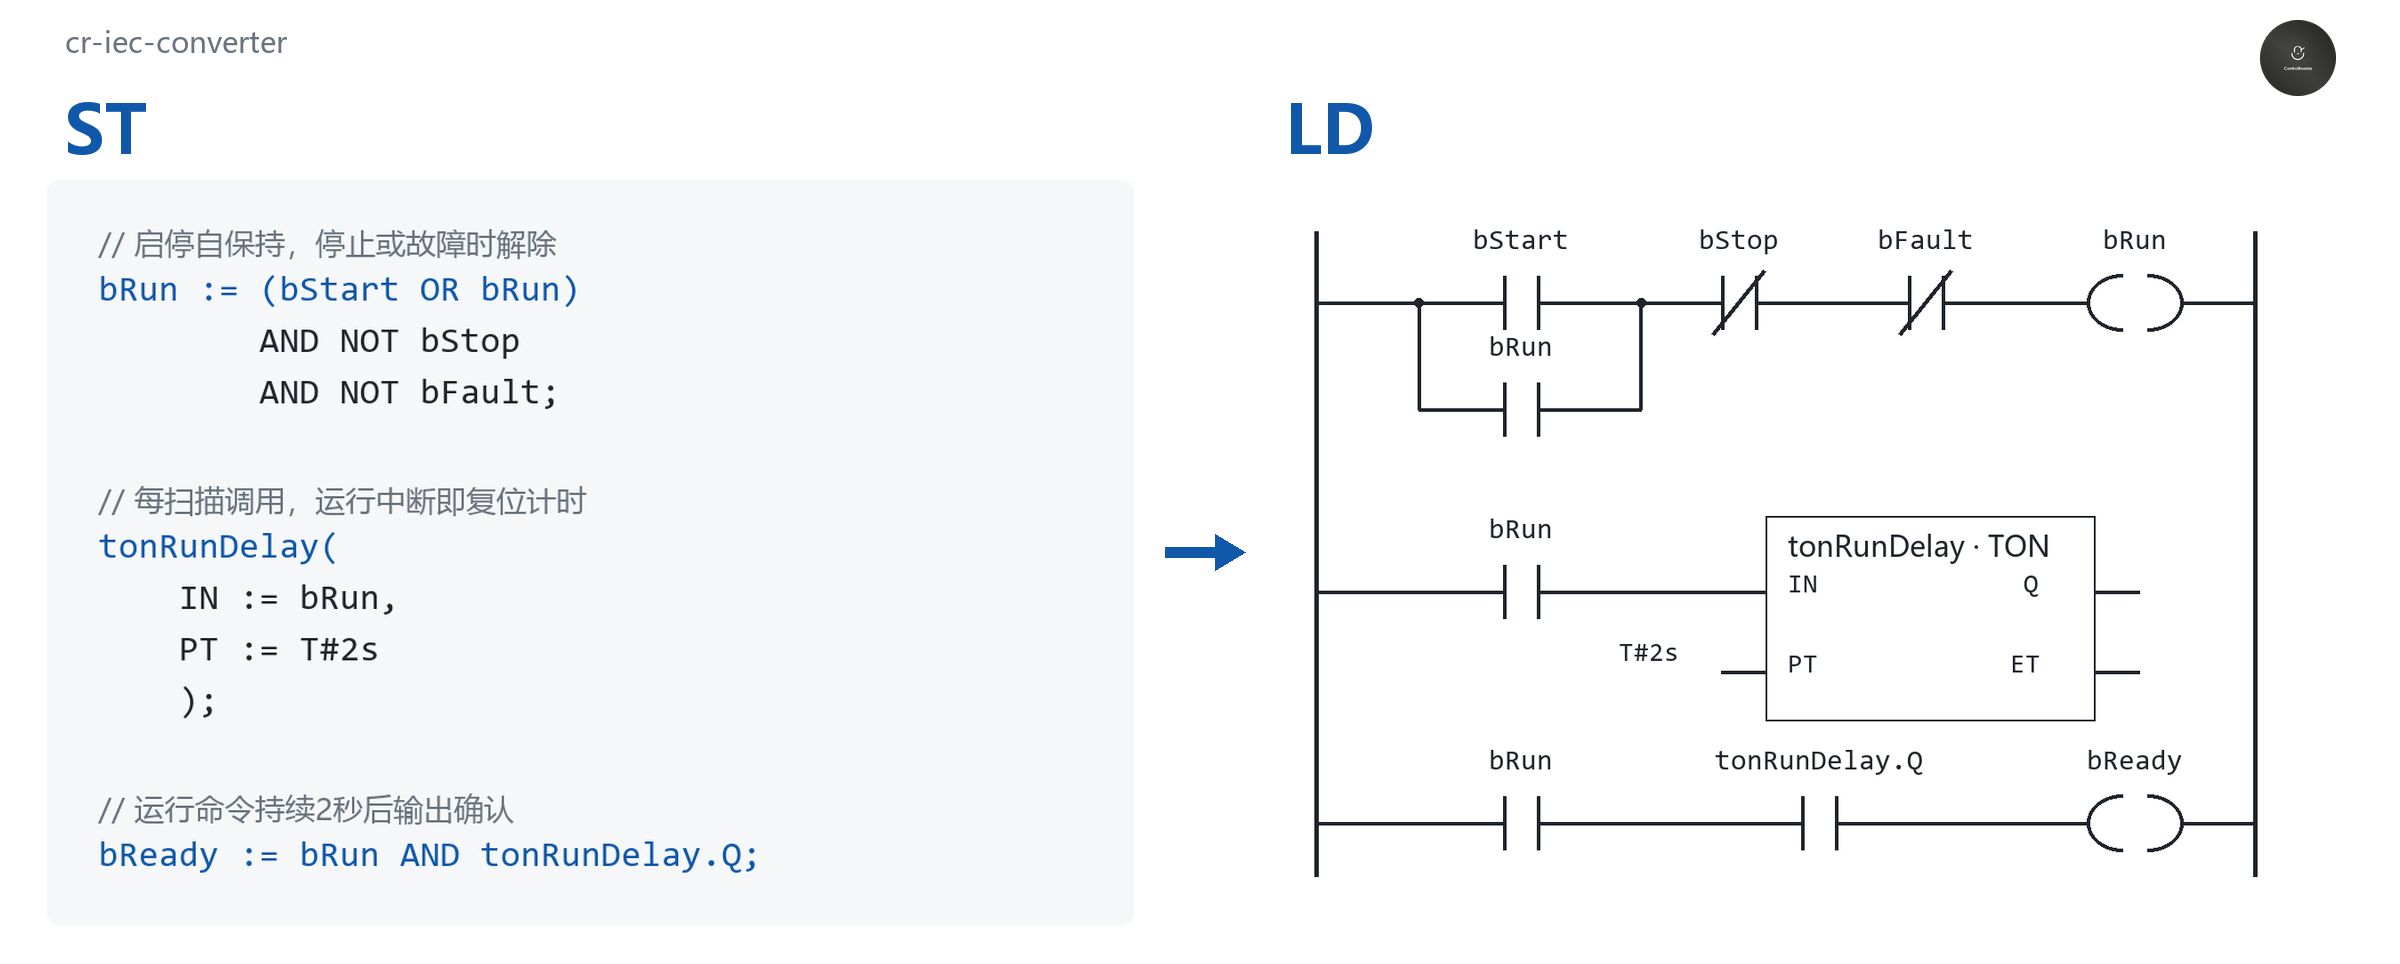 cr-iec-converter
ControlRookie
ST
// 启停自保持，停止或故障时解除
bRun := (bStart OR bRun)
AND NOT bStop
AND NOT bFault;
// 每扫描调用，运行中断即复位计时
tonRunDelay(
IN := bRun,
PT := T#2s
);
// 运行命令持续2秒后输出确认
bReady := bRun AND tonRunDelay.Q;
LD
bStart bStop bFault bRun
bRun
bRun
tonRunDelay · TON
IN Q
T#2s
PT ET
bRun tonRunDelay.Q bReady